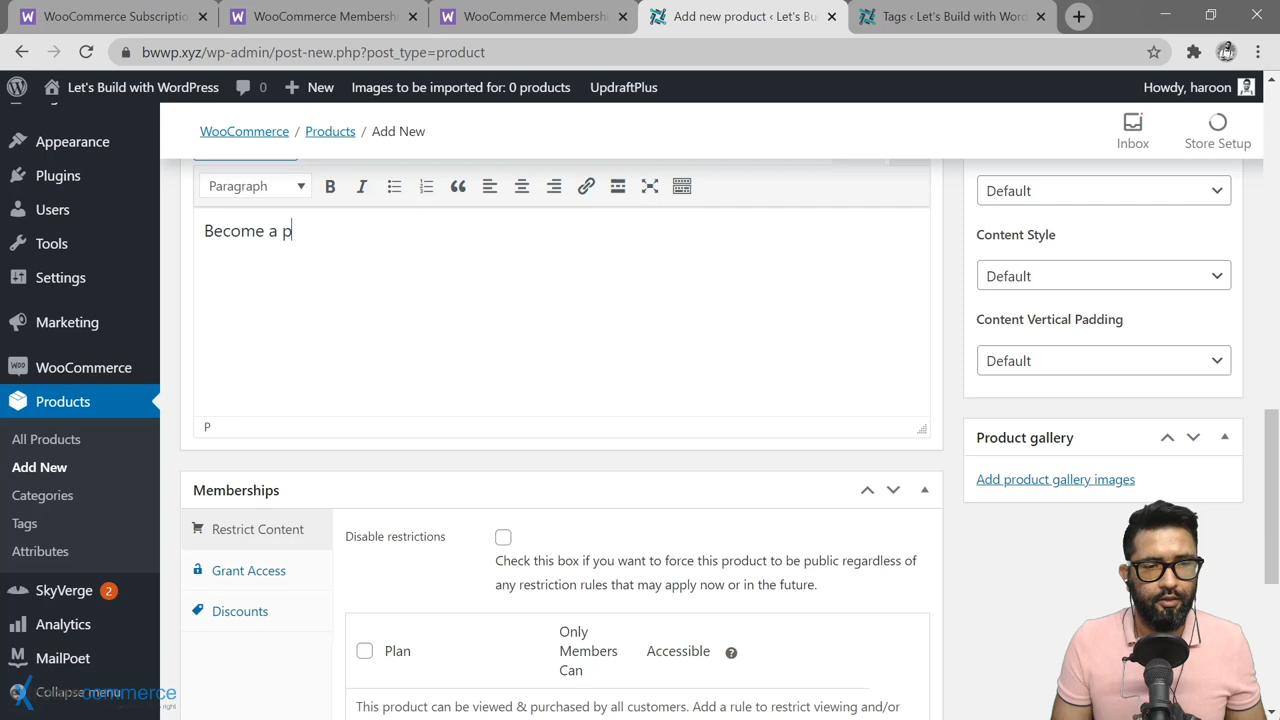 WooCommerce Subscriptio
WooCommerce Membership
WooCommerce Membersh
Add new product ‹ Let's Bu
Tags ‹ Let's Build with Word
bwwp.xyz/wp-admin/post-new.php?post_type=product
Let's Build with WordPress
0
New
Images to be imported for: 0 products
UpdraftPlus
Howdy, haroon
WooCommerce / Products / Add New
Inbox
Store Setup
Appearance
Plugins
Users
Tools
Settings
Marketing
WooCommerce
Products
All Products
Add New
Categories
Tags
Attributes
SkyVerge 2
Analytics
MailPoet
Collapse menu
commerce
Paragraph
Become a p
P
Memberships
Restrict Content
Grant Access
Discounts
Disable restrictions
Check this box if you want to force this product to be public regardless of
any restriction rules that may apply now or in the future.
Plan
Only
Members
Can
Accessible
This product can be viewed & purchased by all customers. Add a rule to restrict viewing and/or
Default
Content Style
Default
Content Vertical Padding
Default
Product gallery
Add product gallery images